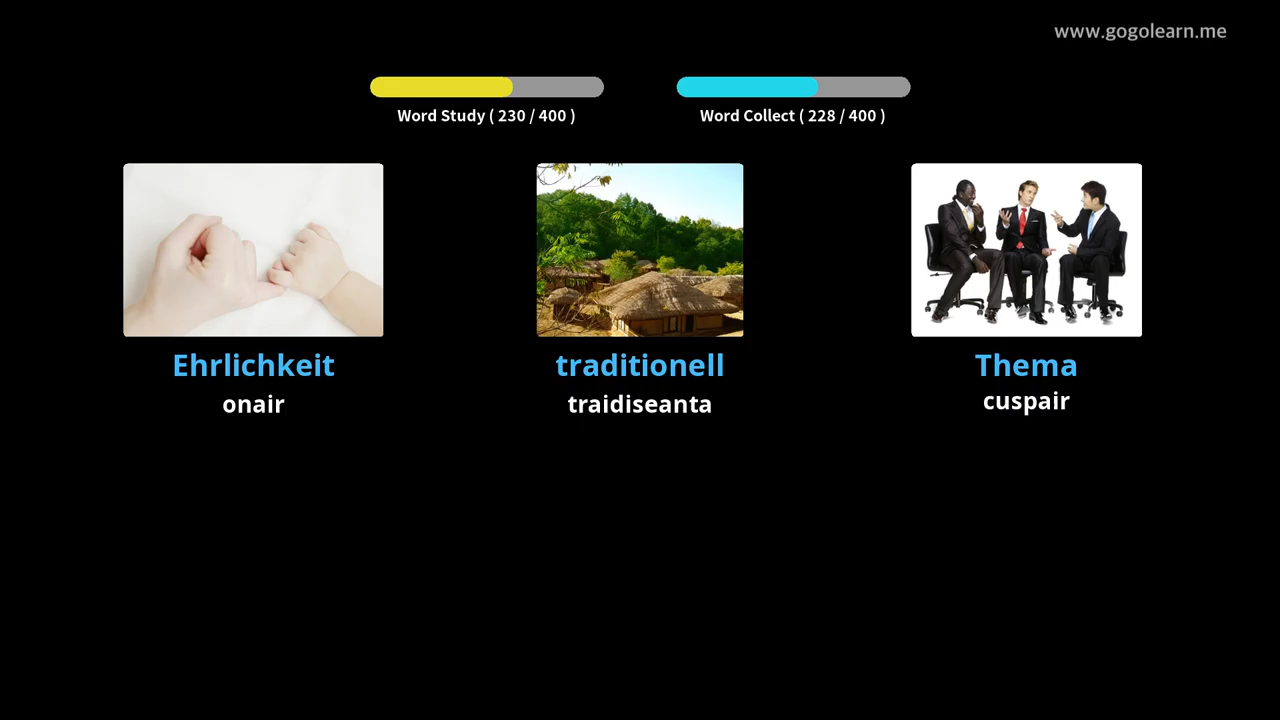 www.gogolearn.me
Word Study ( 230 / 400 )
Word Collect ( 228 / 400 )
Ehrlichkeit
onair
traditionell
traidiseanta
Thema
cuspair